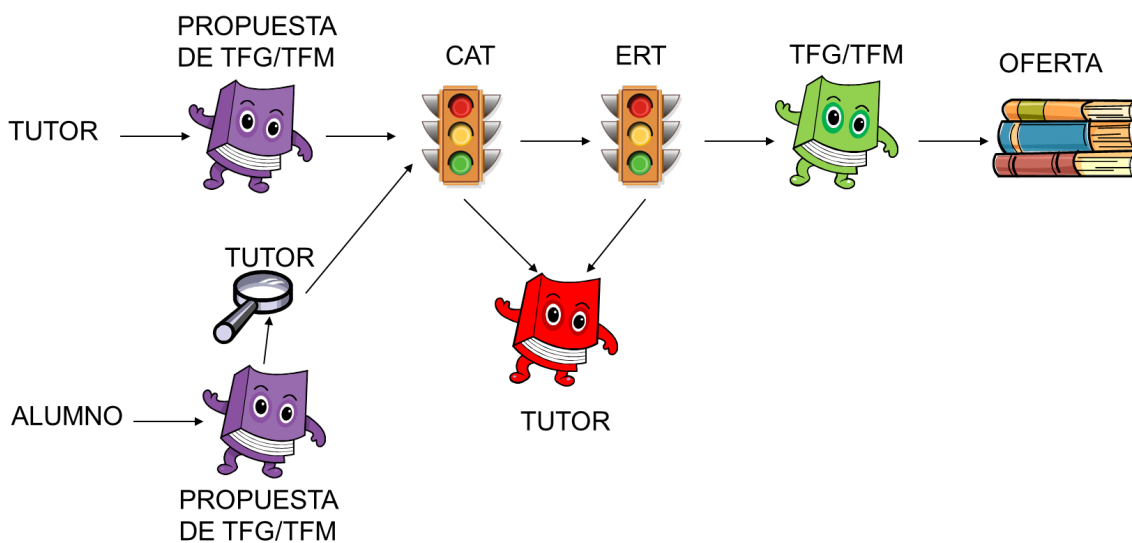 PROPUESTA
DE TFG/TFM
CAT
ERT
TFG/TFM
OFERTA
TUTOR
TUTOR
ALUMNO
TUTOR
PROPUESTA
DE TFG/TFM